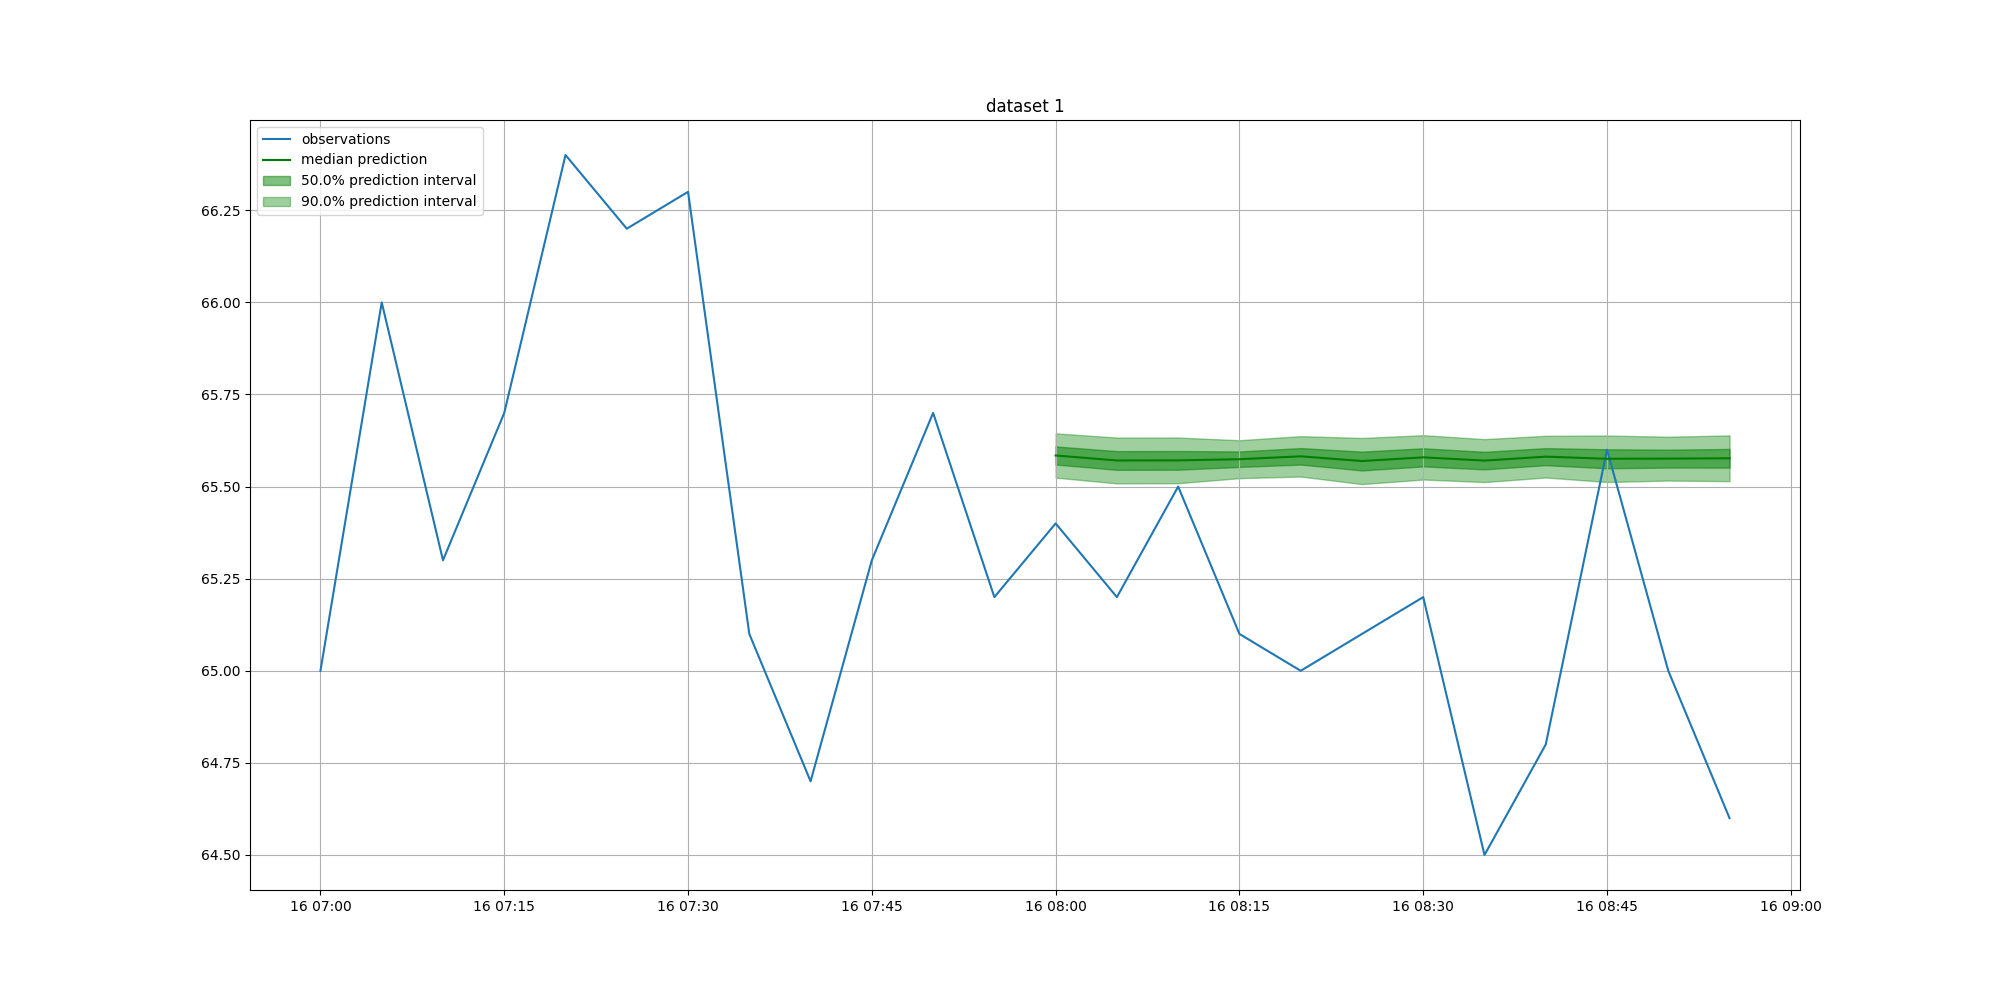 dataset 1
observations
median prediction
50.0% prediction interval
90.0% prediction interval
66.25
66.00
65.75
65.50
65.25
65.00
64.75
64.50
16 07:00 16 07:15 16 07:30 16 07:45 16 08:00 16 08:15 16 08:30 16 08:45 16 09:00